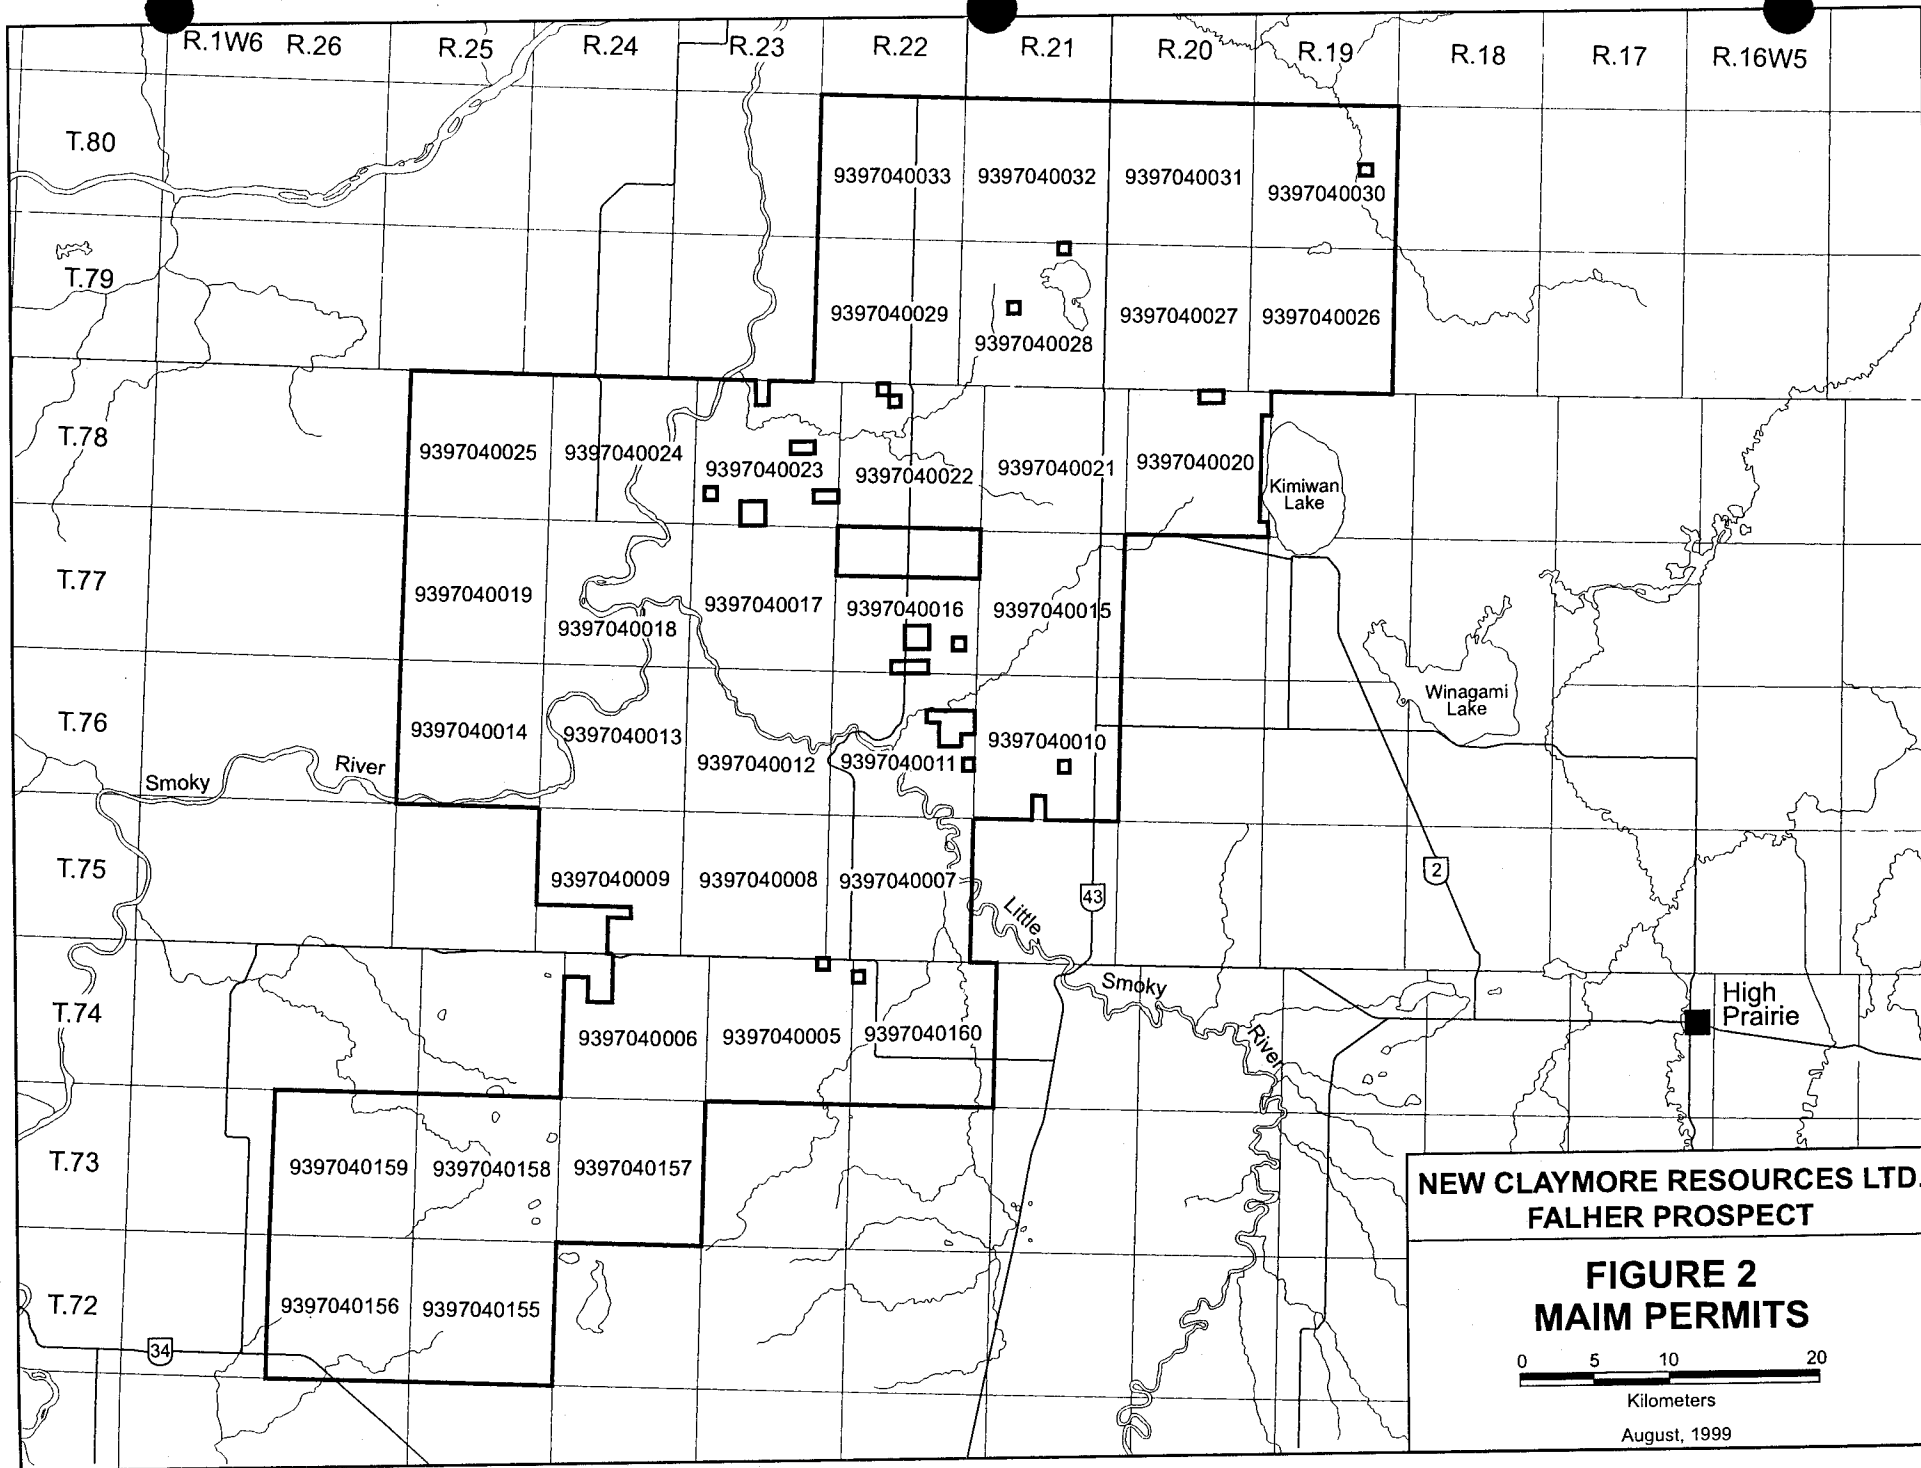 R.1W6 R.26 R.25 R.24 R.23 R.22 R.21 R.20 R.19 R.18 R.17 R.16W5
T.80
9397040033 9397040032 9397040031 9397040030
T.79
9397040029 9397040028 9397040027 9397040026
T.78
9397040025 9397040024 9397040023 9397040022 9397040021 9397040020
Kimiwan
Lake
T.77
9397040019 9397040018 9397040017 9397040016 9397040015
Winagami
Lake
T.76
9397040014 9397040013 9397040012 9397040011 9397040010
Smoky River
T.75
9397040009 9397040008 9397040007
43
2
Little Smoky River
T.74
9397040006 9397040005 9397040160
High
Prairie
T.73
9397040159 9397040158 9397040157
T.72
9397040156 9397040155
34
NEW CLAYMORE RESOURCES LTD.
FALHER PROSPECT
FIGURE 2
MAIM PERMITS
0 5 10 20
Kilometers
August, 1999